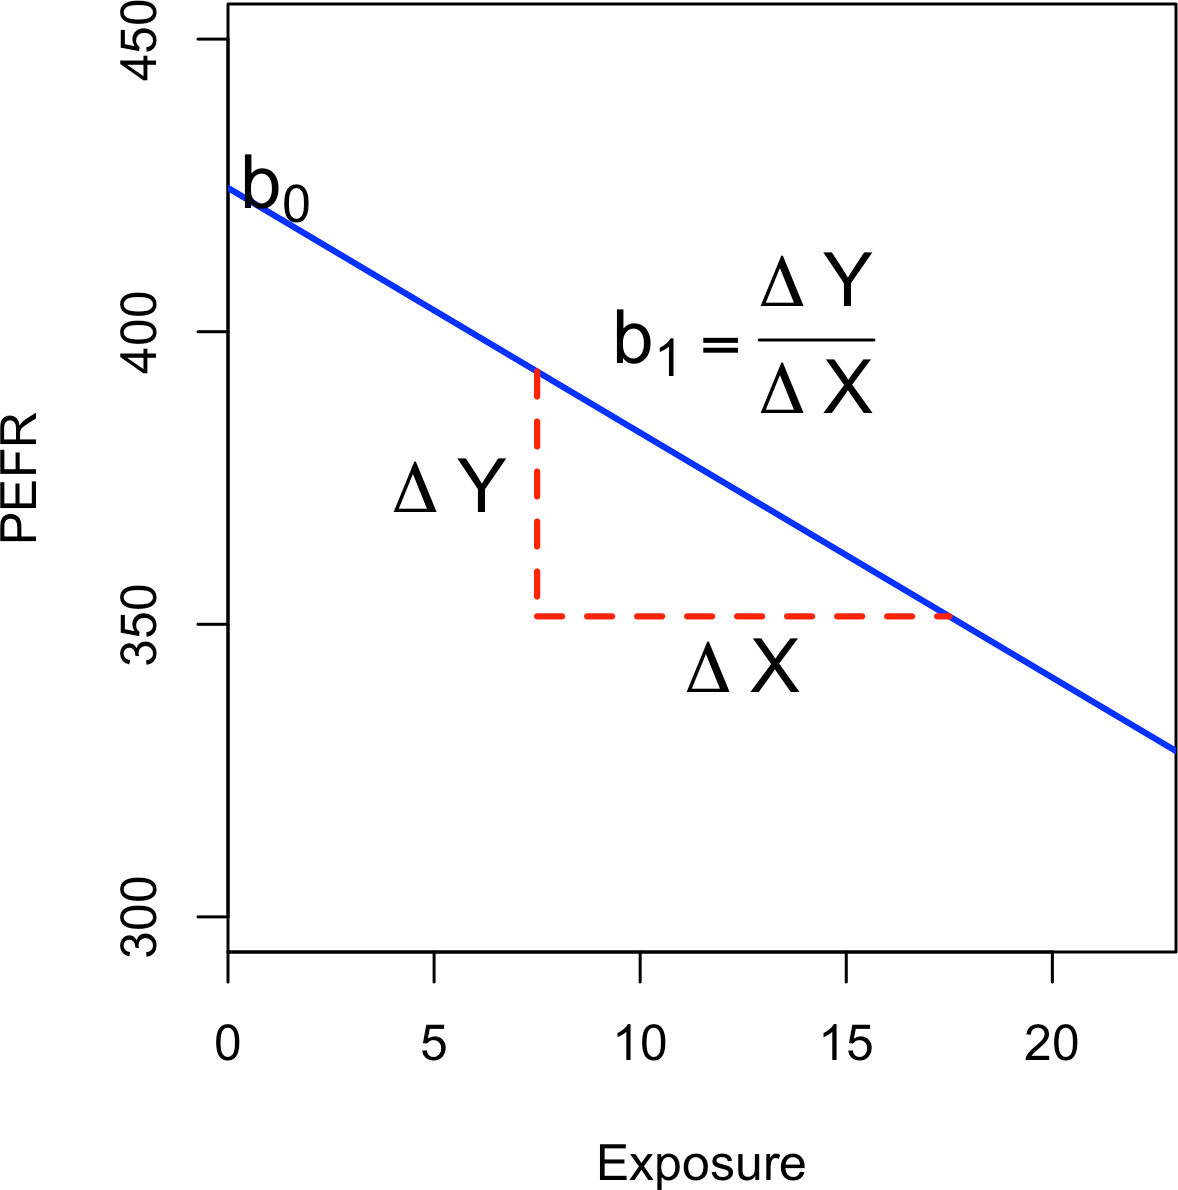 450
b0
Δ Y
b1 =
Δ X
400
PEFR
Δ Y
350
Δ X
300
0 5 10 15 20
Exposure